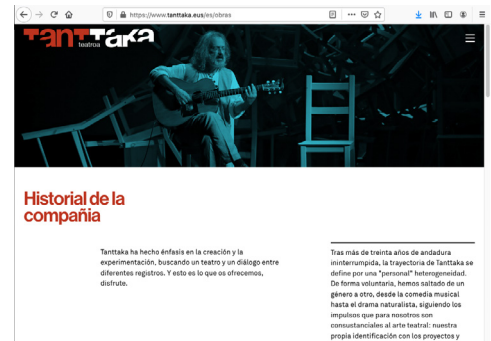 https://www.tanttaka.eus/es/obras
TanTTaKa
teatroa
Historial de la
compañia
Tanttaka ha hecho énfasis en la creación y la
experimentación, buscando un teatro y un diálogo entre
diferentes registros. Y esto es lo que os ofrecemos,
disfrute.
Tras más de treinta años de andadura
ininterrumpida, la trayectoria de Tanttaka se
define por una "personal" heterogeneidad.
De forma voluntaria, hemos saltado de un
género a otro, desde la comedia musical
hasta el drama naturalista, siguiendo los
impulsos que para nosotros son
consustanciales al arte teatral: nuestra
propia identificación con los proyectos y